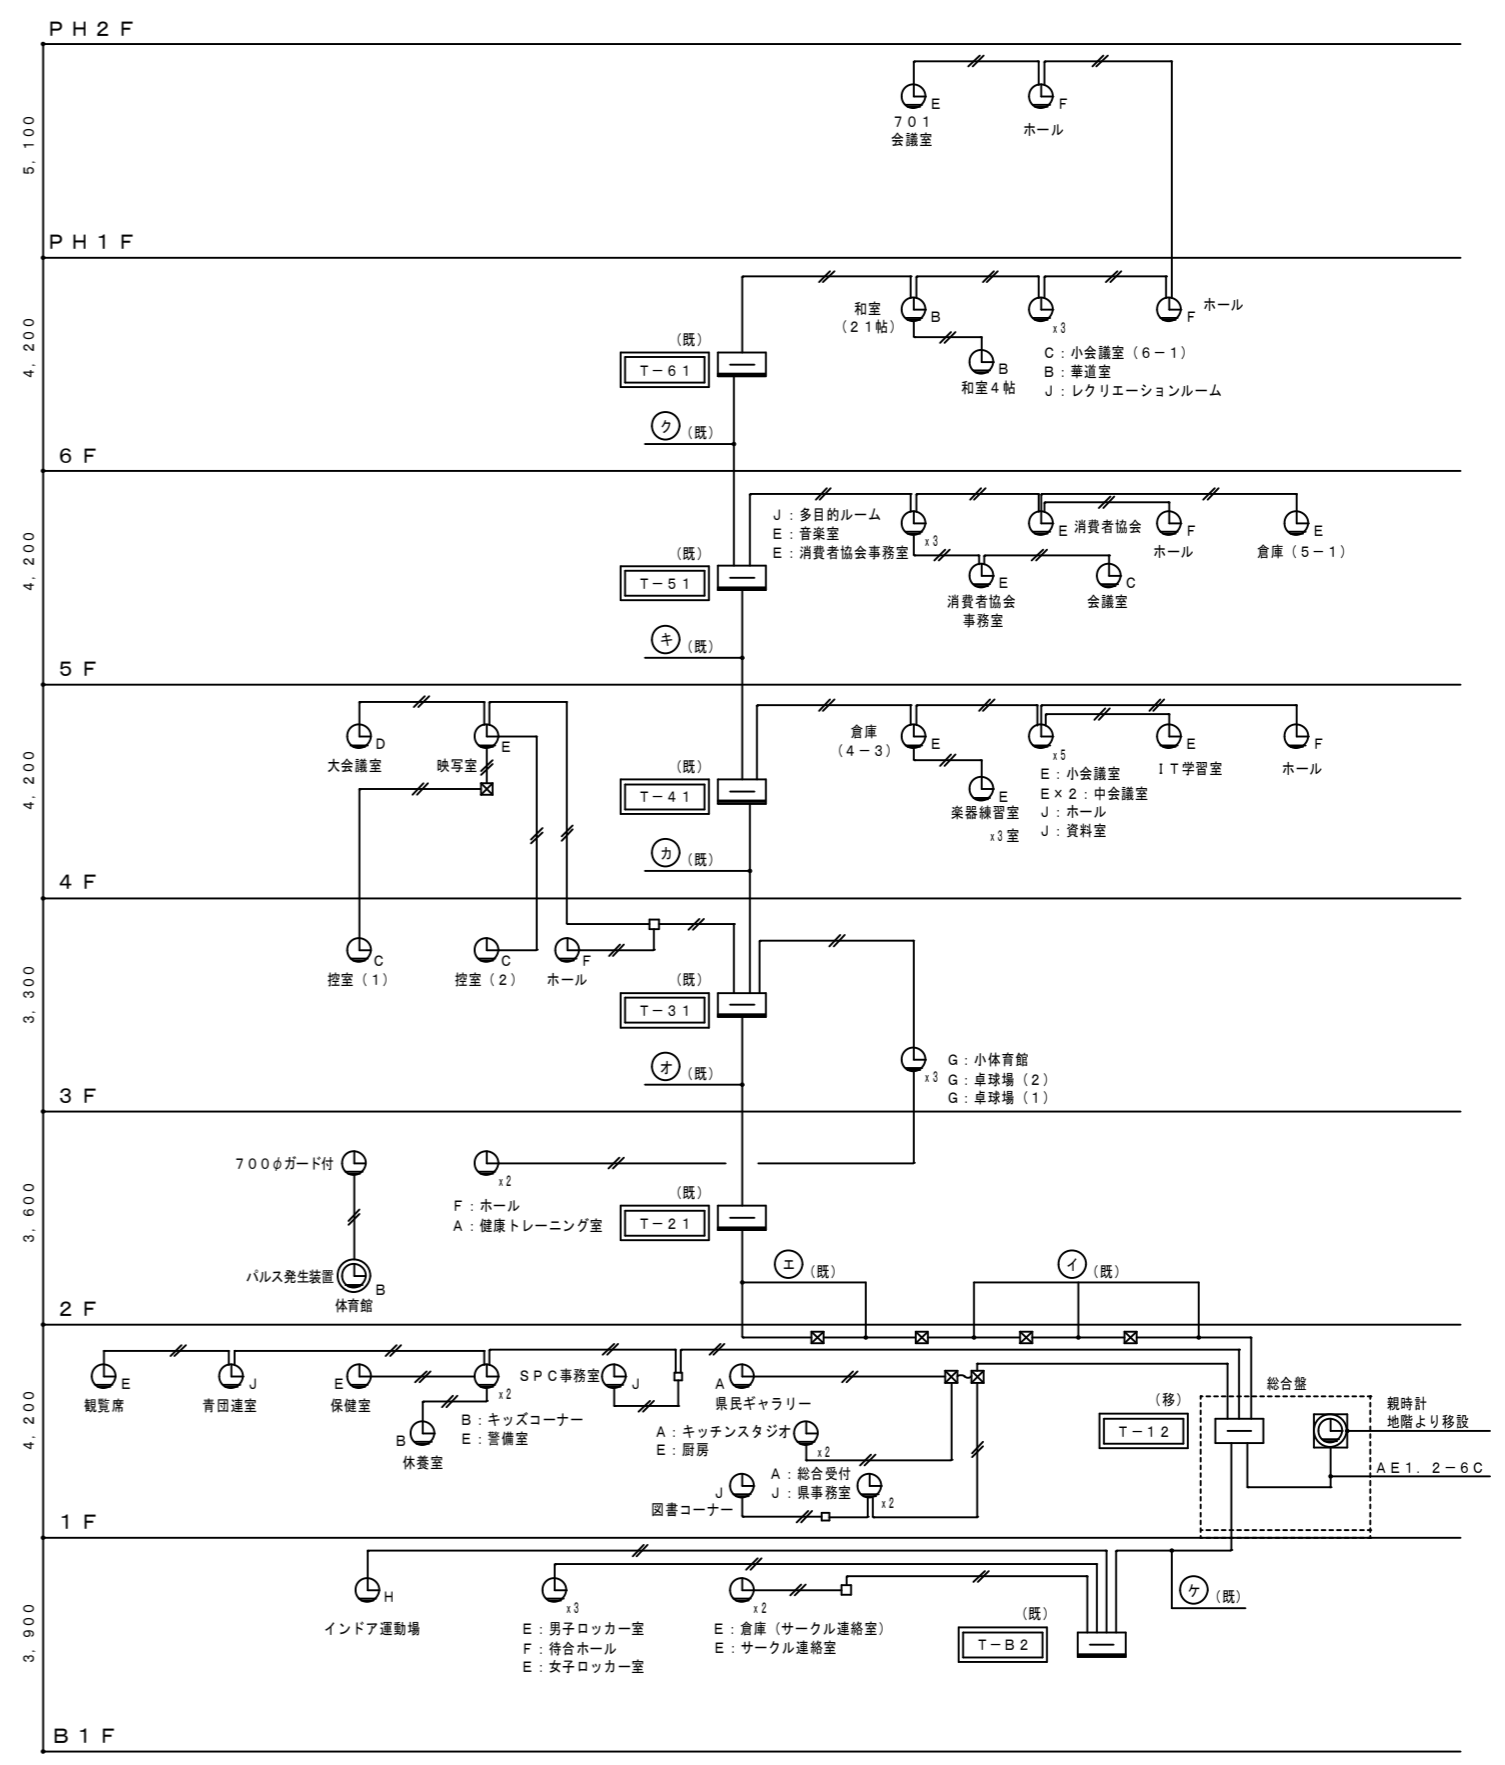 ＰＨ２Ｆ
5,100
E
F
７０１
会議室
ホール
ＰＨ１Ｆ
4,200
和室
（２１帖）
B
x3
F
ホール
（既）
Ｔ－６１
B
和室４帖
C：小会議室（６－１）
B：華道室
J：レクリエーションルーム
ク
（既）
６Ｆ
4,200
J：多目的ルーム
E：音楽室
E：消費者協会事務室
x3
E
消費者協会
F
ホール
E
倉庫（５－１）
（既）
Ｔ－５１
E
消費者協会
事務室
C
会議室
キ
（既）
５Ｆ
4,200
D
大会議室
E
映写室
倉庫
（４－３）
E
x5
E
ＩＴ学習室
F
ホール
（既）
Ｔ－４１
E
楽器練習室
x3室
E：小会議室
E×２：中会議室
J：ホール
J：資料室
カ
（既）
４Ｆ
3,300
C
控室（１）
C
控室（２）
F
ホール
（既）
Ｔ－３１
x3
G：小体育館
G：卓球場（２）
G：卓球場（１）
オ
（既）
３Ｆ
3,600
７００φガード付
x2
F：ホール
A：健康トレーニング室
（既）
Ｔ－２１
パルス発生装置
B
体育館
エ
（既）
イ
（既）
２Ｆ
4,200
E
観覧席
J
青団連室
E
保健室
x2
B：キッズコーナー
E：警備室
B
休養室
ＳＰＣ事務室
J
A
県民ギャラリー
A：キッチンスタジオ
E：厨房
x2
A：総合受付
J：県事務室
x2
J
図書コーナー
（移）
Ｔ－１２
総合盤
親時計
地階より移設
ＡＥ１．２－６Ｃ
１Ｆ
3,900
H
インドア運動場
x3
E：男子ロッカー室
F：待合ホール
E：女子ロッカー室
x2
E：倉庫（サークル連絡室）
E：サークル連絡室
（既）
Ｔ－Ｂ２
ケ
（既）
Ｂ１Ｆ